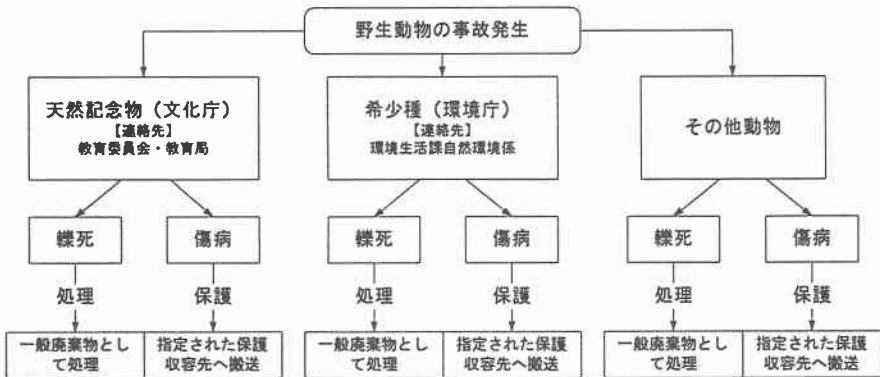 野生動物の事故発生
天然記念物（文化庁）
【連絡先】
教育委員会・教育局
希少種（環境庁）
【連絡先】
環境生活課自然環境係
その他動物
轢死
傷病
轢死
傷病
轢死
傷病
処理
保護
処理
保護
処理
保護
一般廃棄物とし
て処理
指定された保護
収容先へ搬送
一般廃棄物とし
て処理
指定された保護
収容先へ搬送
一般廃棄物とし
て処理
指定された保護
収容先へ搬送